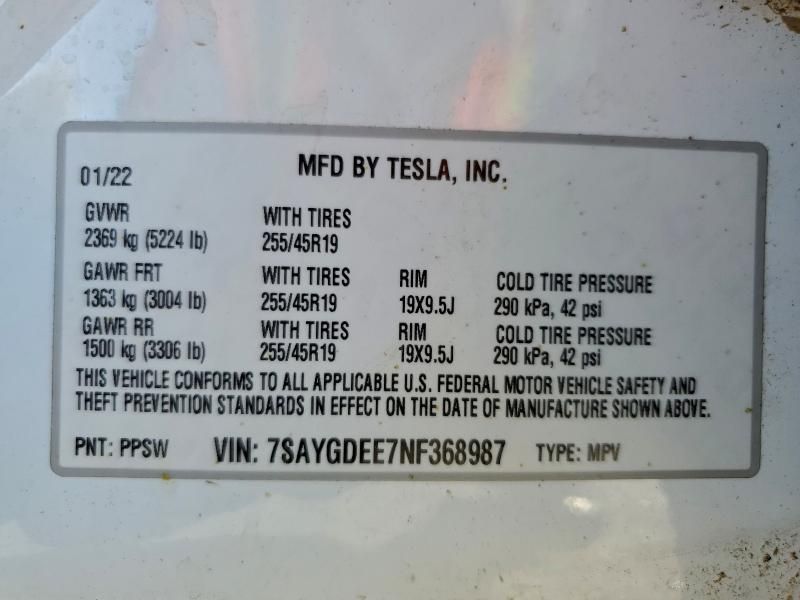 01/22 MFD BY TESLA, INC.
GVWR WITH TIRES
2369 kg (5224 lb) 255/45R19
GAWR FRT WITH TIRES RIM COLD TIRE PRESSURE
1363 kg (3004 lb) 255/45R19 19X9.5J 290 kPa, 42 psi
GAWR RR WITH TIRES RIM COLD TIRE PRESSURE
1500 kg (3306 lb) 255/45R19 19X9.5J 290 kPa, 42 psi
THIS VEHICLE CONFORMS TO ALL APPLICABLE U.S. FEDERAL MOTOR VEHICLE SAFETY AND
THEFT PREVENTION STANDARDS IN EFFECT ON THE DATE OF MANUFACTURE SHOWN ABOVE.
PNT: PPSW VIN: 7SAYGDEE7NF368987 TYPE: MPV